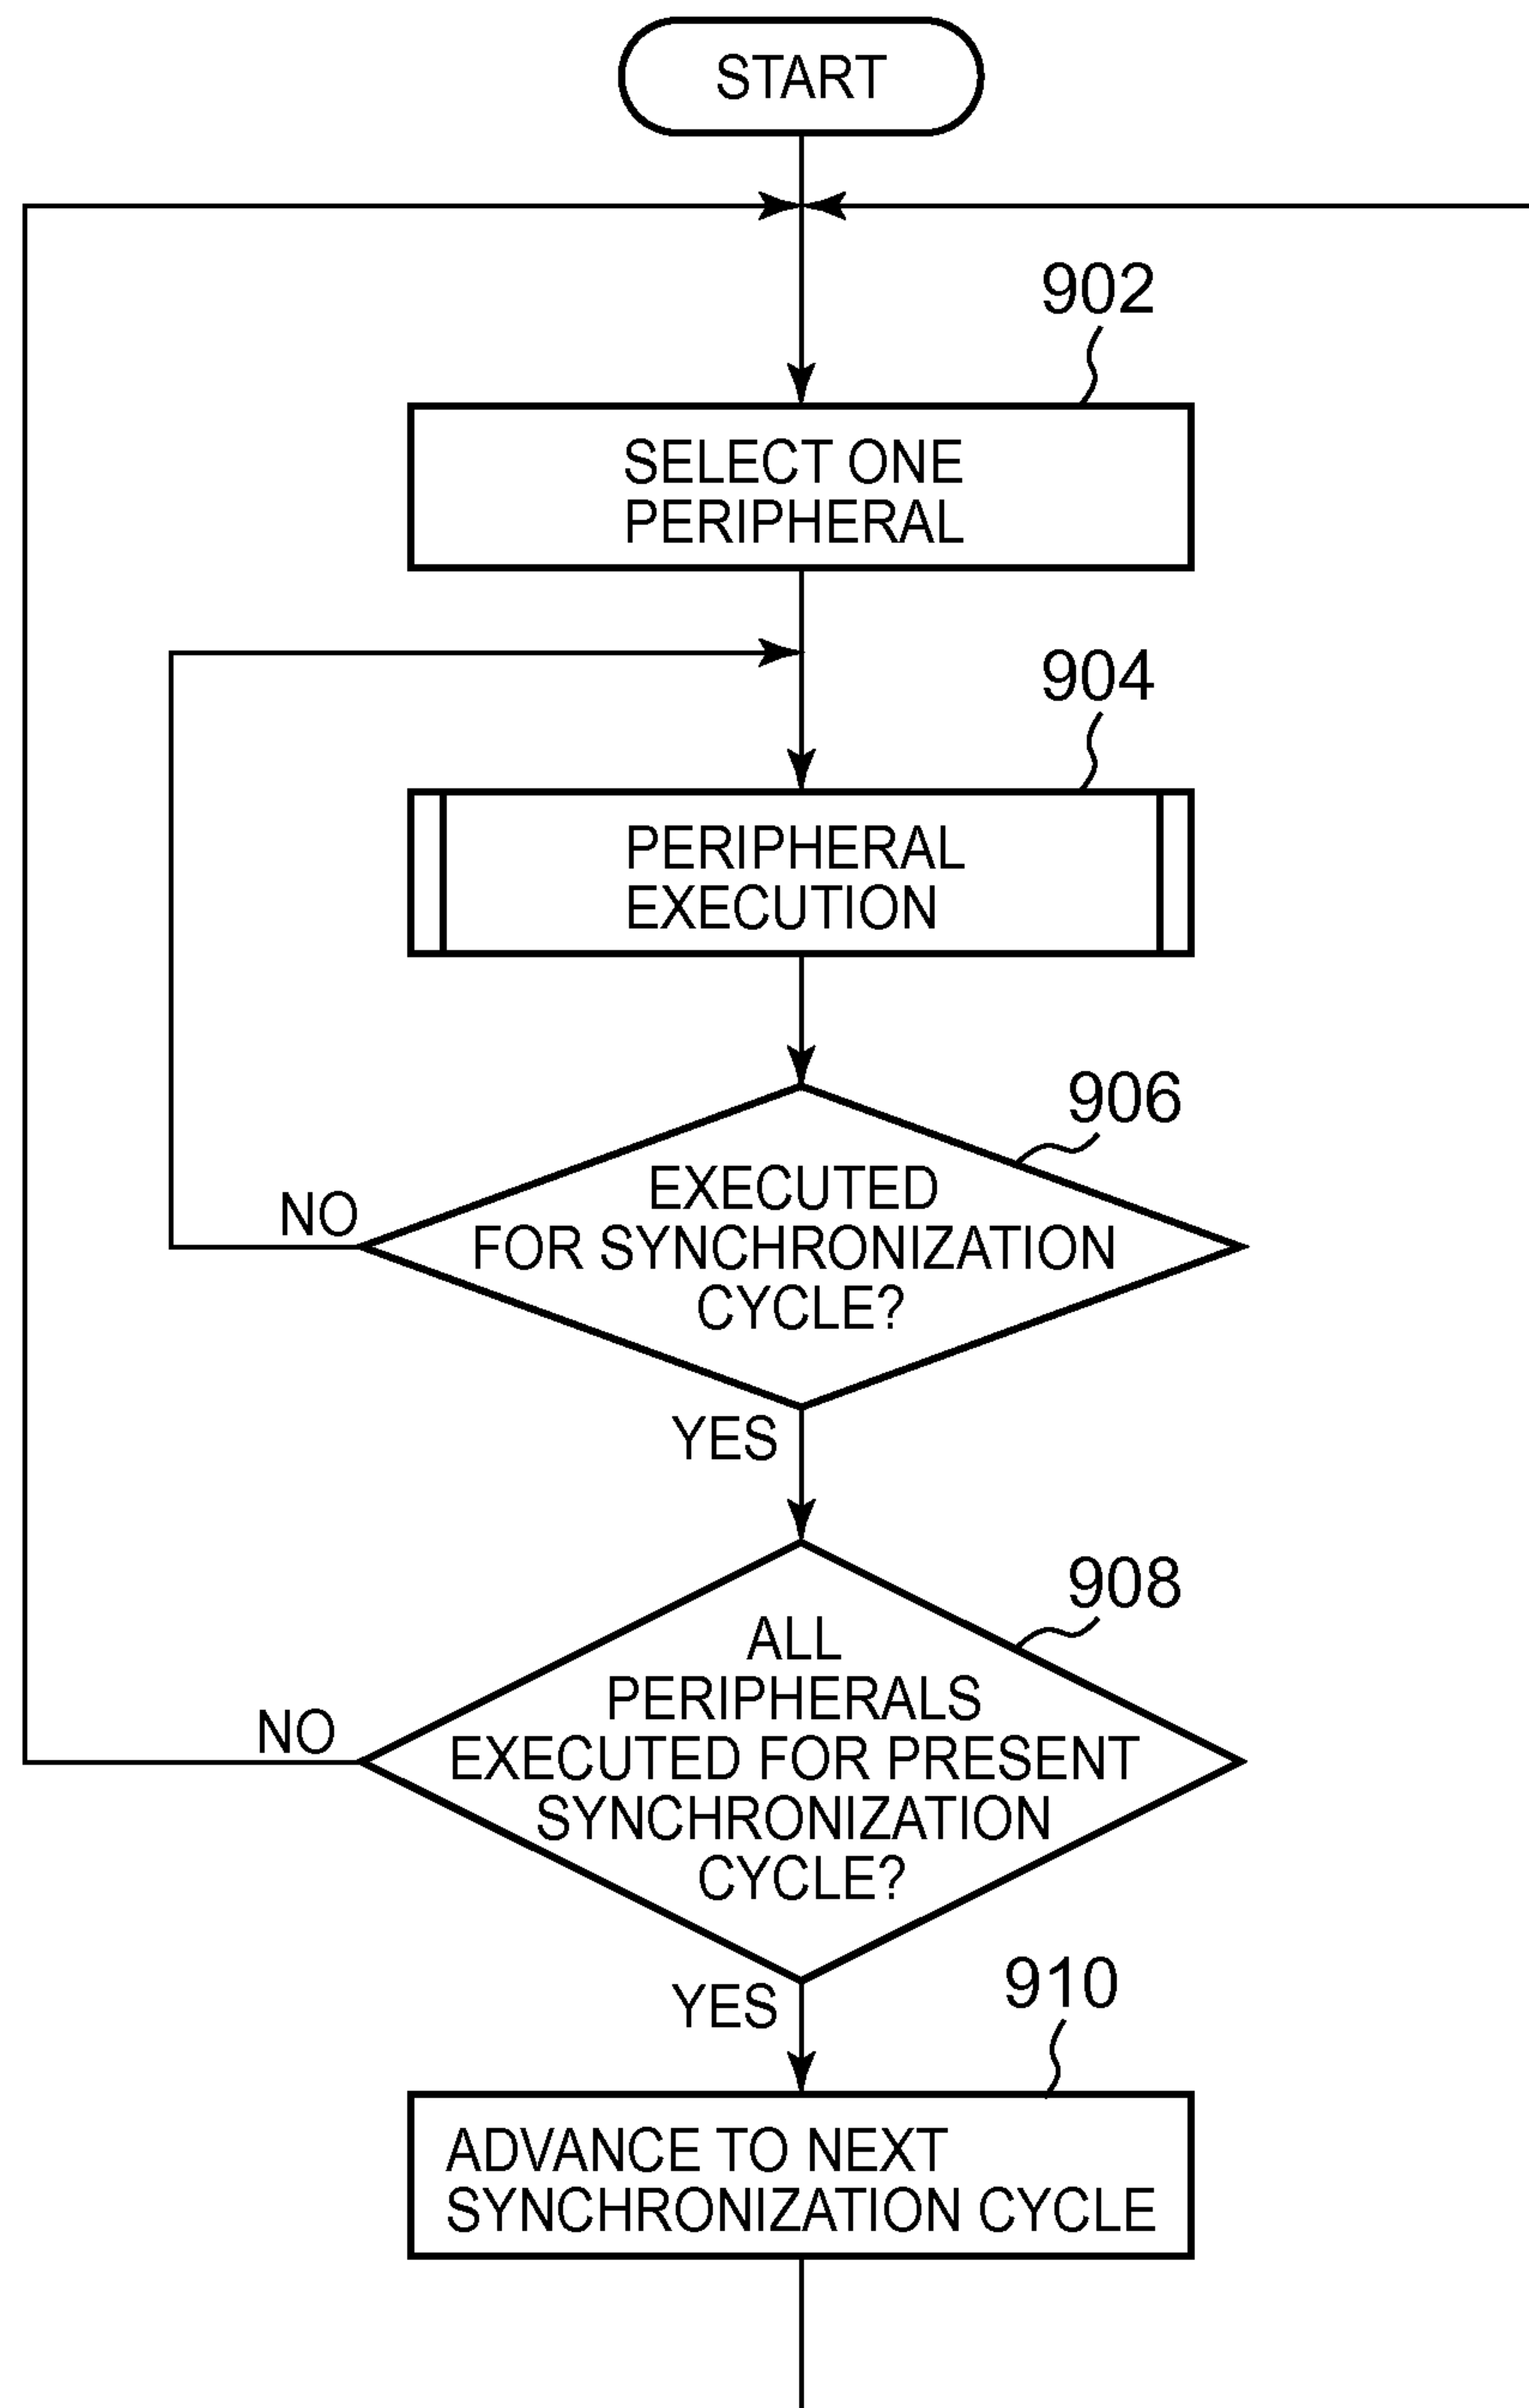 START
902
SELECT ONE
PERIPHERAL
904
PERIPHERAL
EXECUTION
906
EXECUTED
FOR SYNCHRONIZATION
CYCLE?
NO
YES
908
ALL
PERIPHERALS
EXECUTED FOR PRESENT
SYNCHRONIZATION
CYCLE?
NO
YES
910
ADVANCE TO NEXT
SYNCHRONIZATION CYCLE